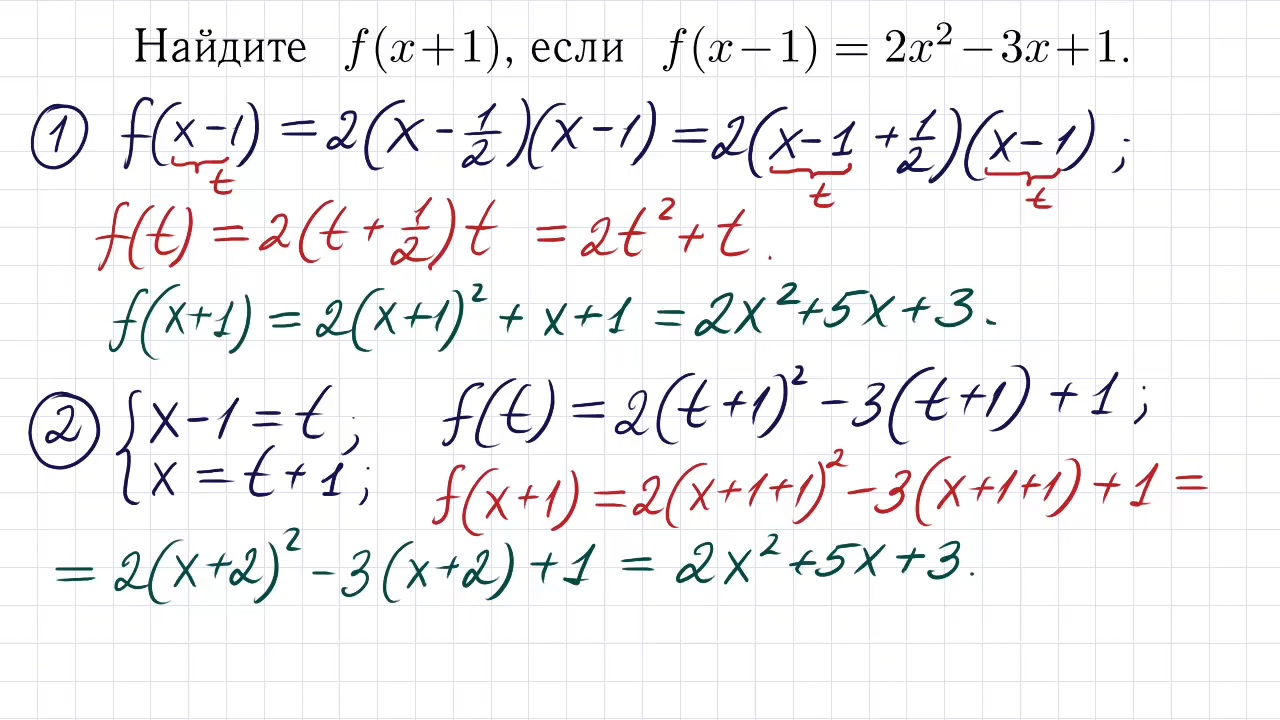 Найдите f(x+1), если f(x−1) = 2x²−3x+1.
① f(x−1) = 2(x − 1/2)(x−1) = 2(x−1 + 1/2)(x−1) ;
t t t
f(t) = 2(t + 1/2)t = 2t² + t.
f(x+1) = 2(x+1)² + x+1 = 2x²+5x+3.
② { x−1 = t ; f(t) = 2(t+1)² − 3(t+1) + 1 ;
x = t+1 ; f(x+1) = 2(x+1+1)² − 3(x+1+1) + 1 =
= 2(x+2)² − 3(x+2) + 1 = 2x²+5x+3.